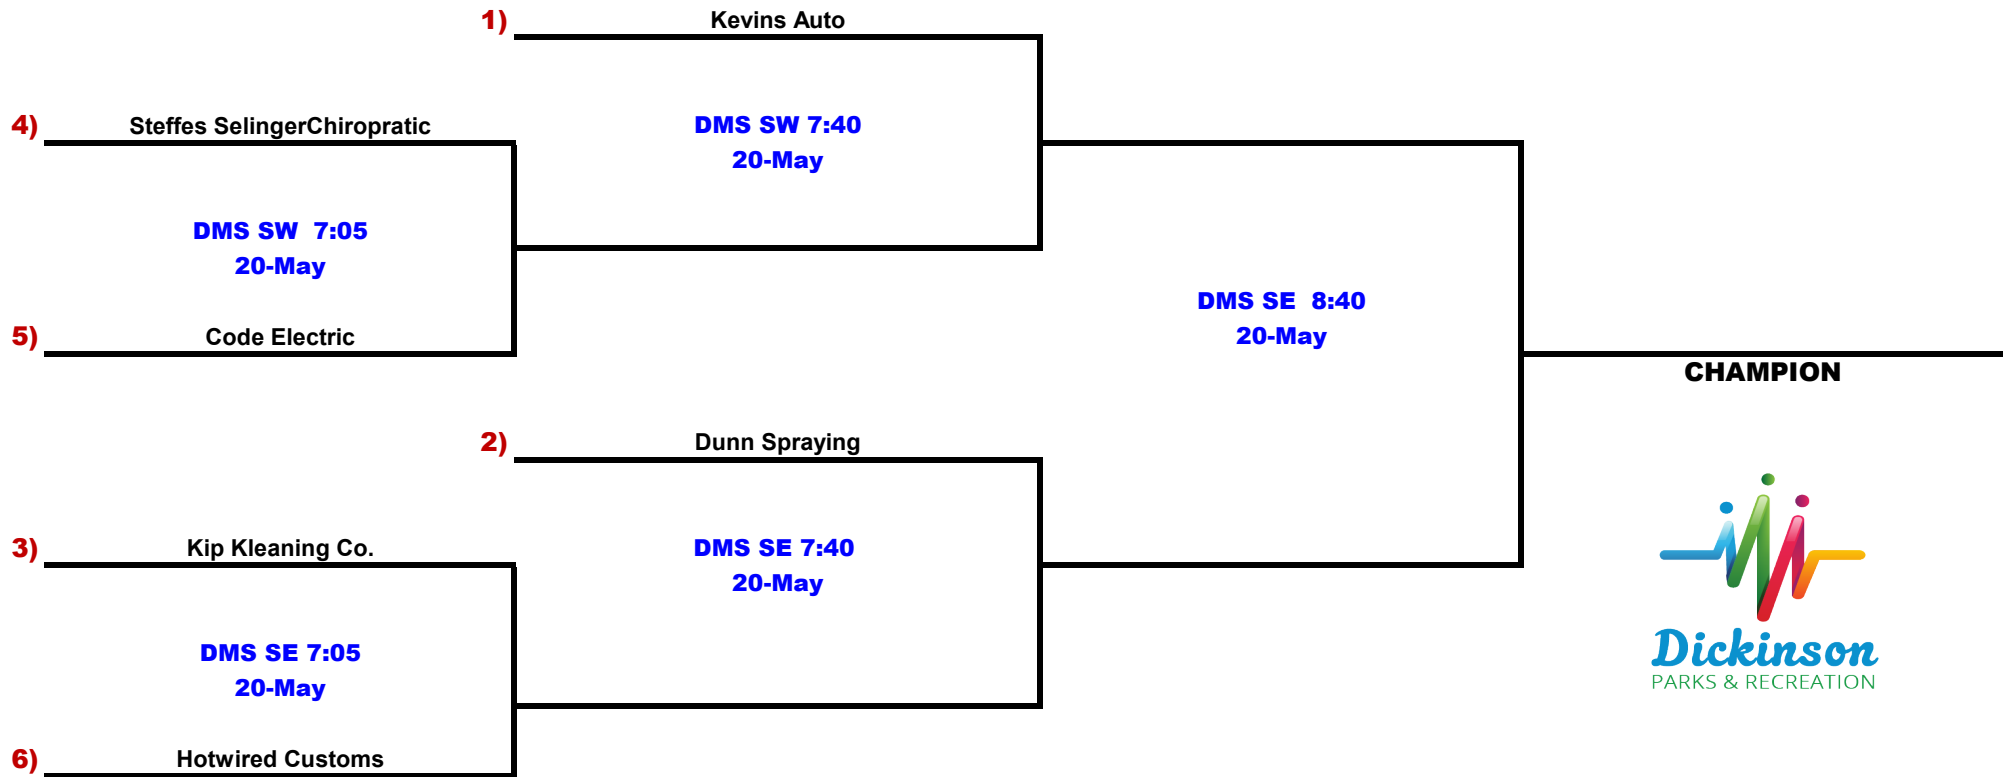 1) Kevins Auto
4) Steffes SelingerChiropratic
DMS SW 7:40
20-May
DMS SW  7:05
20-May
DMS SE  8:40
20-May
5) Code Electric
CHAMPION
2) Dunn Spraying
3) Kip Kleaning Co.
DMS SE 7:40
20-May
DMS SE 7:05
20-May
Dickinson
PARKS & RECREATION
6) Hotwired Customs